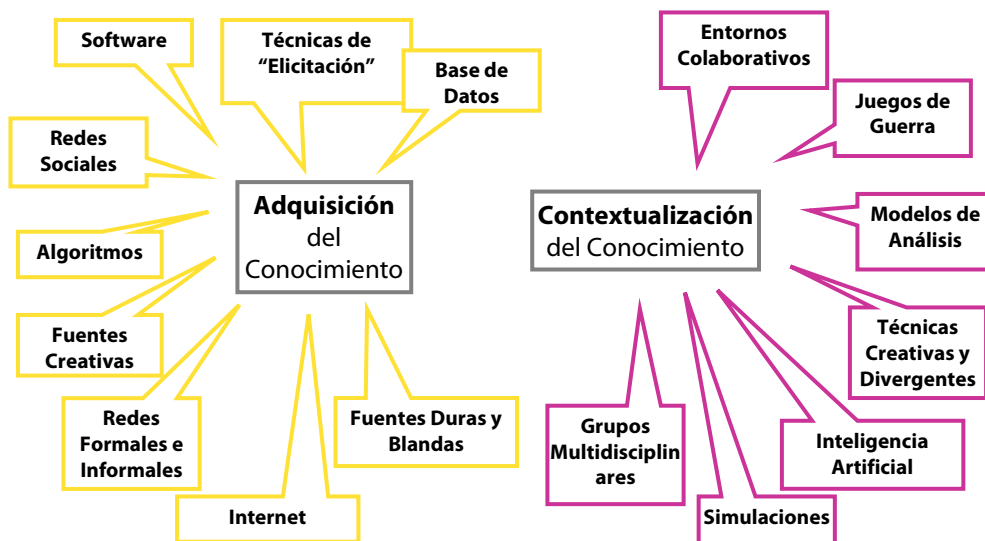 Software
Técnicas de
“Elicitación”
Base de
Datos
Redes
Sociales
Algoritmos
Fuentes
Creativas
Redes
Formales e
Informales
Internet
Fuentes Duras y
Blandas
Adquisición
del
Conocimiento
Entornos
Colaborativos
Juegos de
Guerra
Modelos de
Análisis
Técnicas
Creativas y
Divergentes
Inteligencia
Artificial
Simulaciones
Grupos
Multidisciplin
ares
Contextualización
del Conocimiento